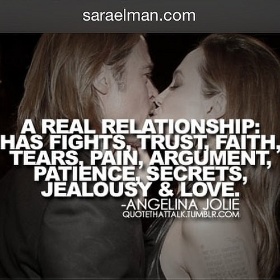 saraelman.com
A REAL RELATIONSHIP:
HAS FIGHTS, TRUST, FAITH,
TEARS, PAIN, ARGUMENT,
PATIENCE, SECRETS,
JEALOUSY & LOVE.
-ANGELINA JOLIE
QUOTETHATTALK.TUMBLR.COM